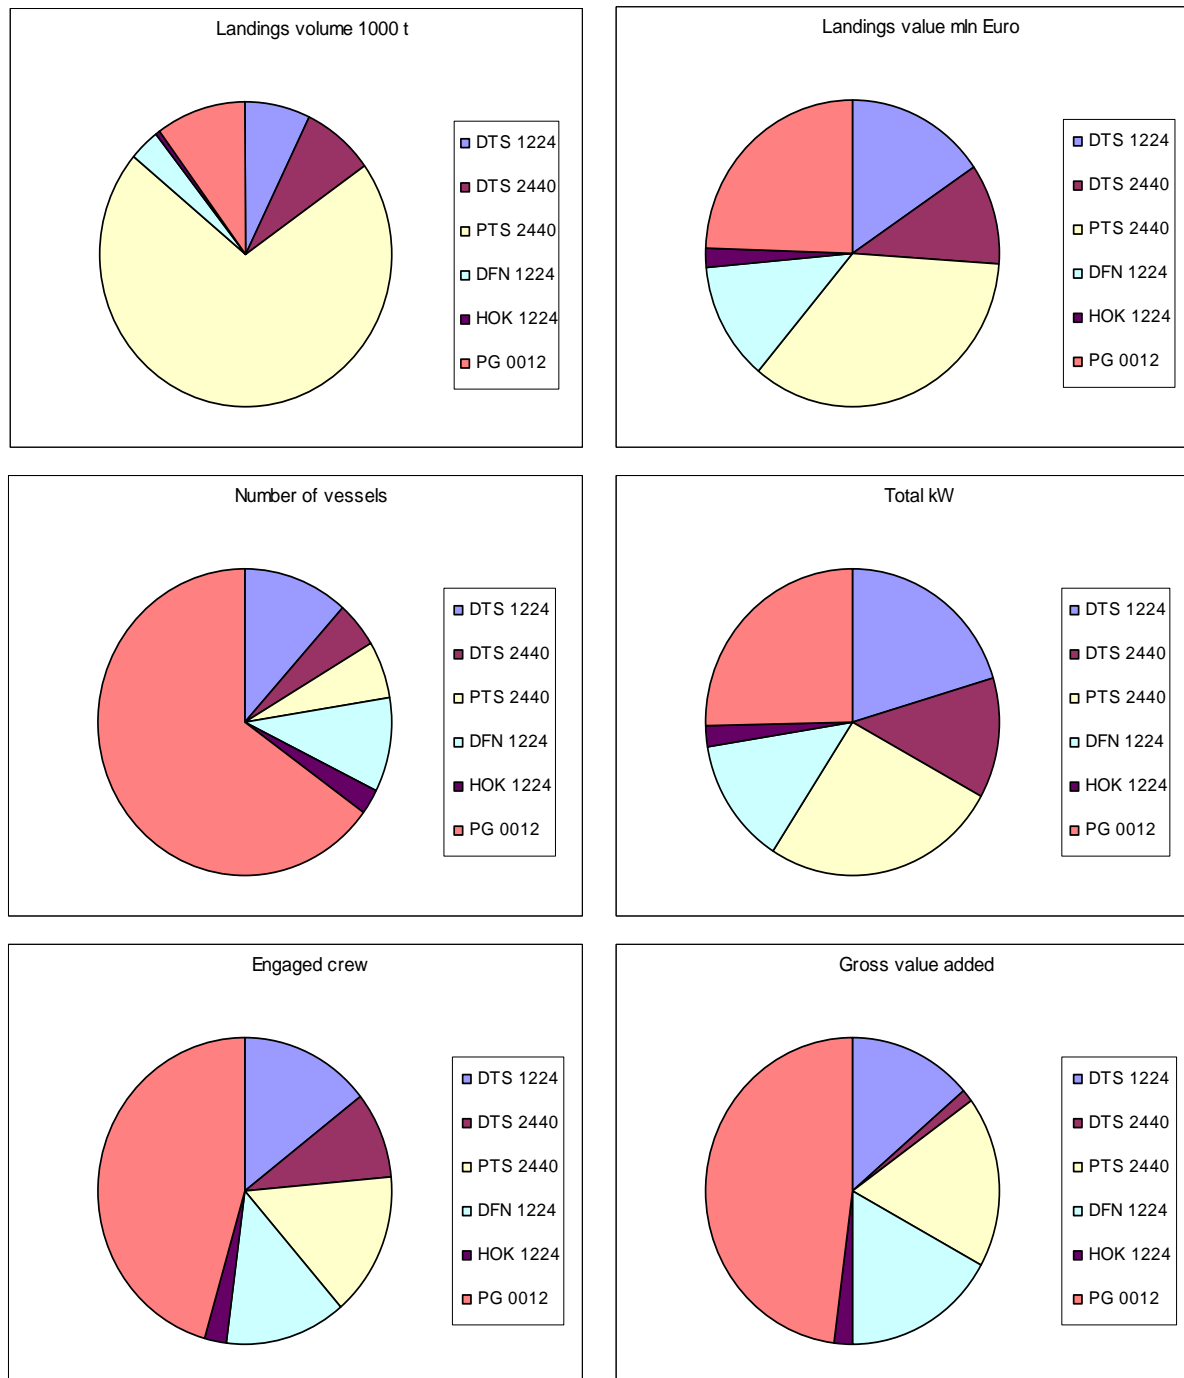 Landings volume 1000 t
DTS 1224
DTS 2440
PTS 2440
DFN 1224
HOK 1224
PG 0012
Landings value mln Euro
DTS 1224
DTS 2440
PTS 2440
DFN 1224
HOK 1224
PG 0012
Number of vessels
DTS 1224
DTS 2440
PTS 2440
DFN 1224
HOK 1224
PG 0012
Total kW
DTS 1224
DTS 2440
PTS 2440
DFN 1224
HOK 1224
PG 0012
Engaged crew
DTS 1224
DTS 2440
PTS 2440
DFN 1224
HOK 1224
PG 0012
Gross value added
DTS 1224
DTS 2440
PTS 2440
DFN 1224
HOK 1224
PG 0012